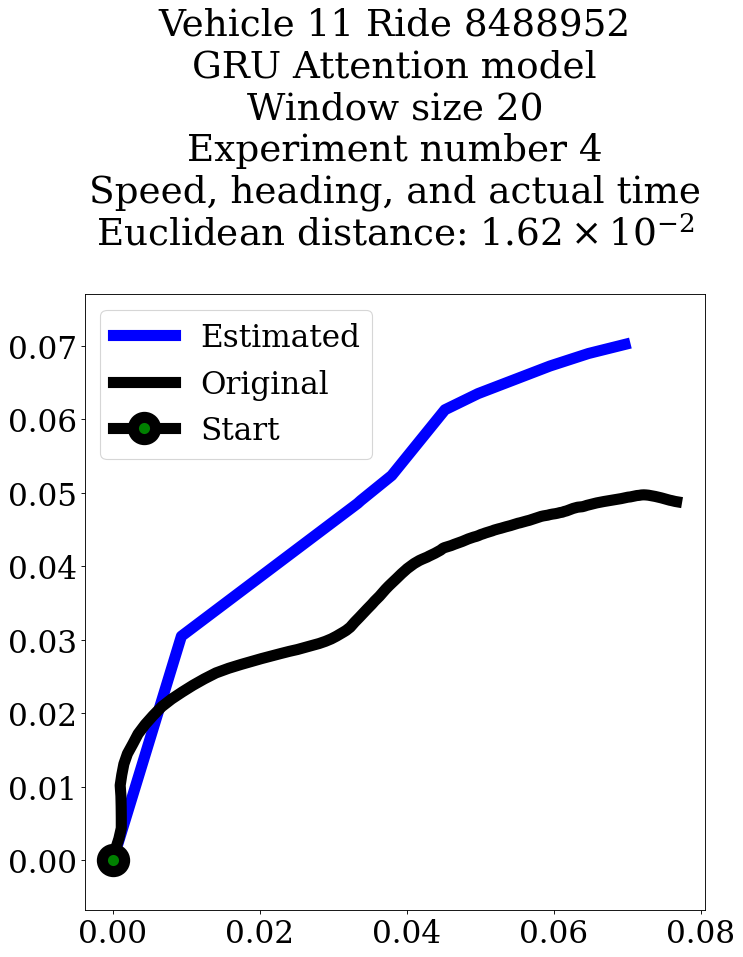 Vehicle 11 Ride 8488952
GRU Attention model
Window size 20
Experiment number 4
Speed, heading, and actual time
Euclidean distance: 1.62 × 10⁻²
Estimated
Original
Start
0.07
0.06
0.05
0.04
0.03
0.02
0.01
0.00
0.00 0.02 0.04 0.06 0.08